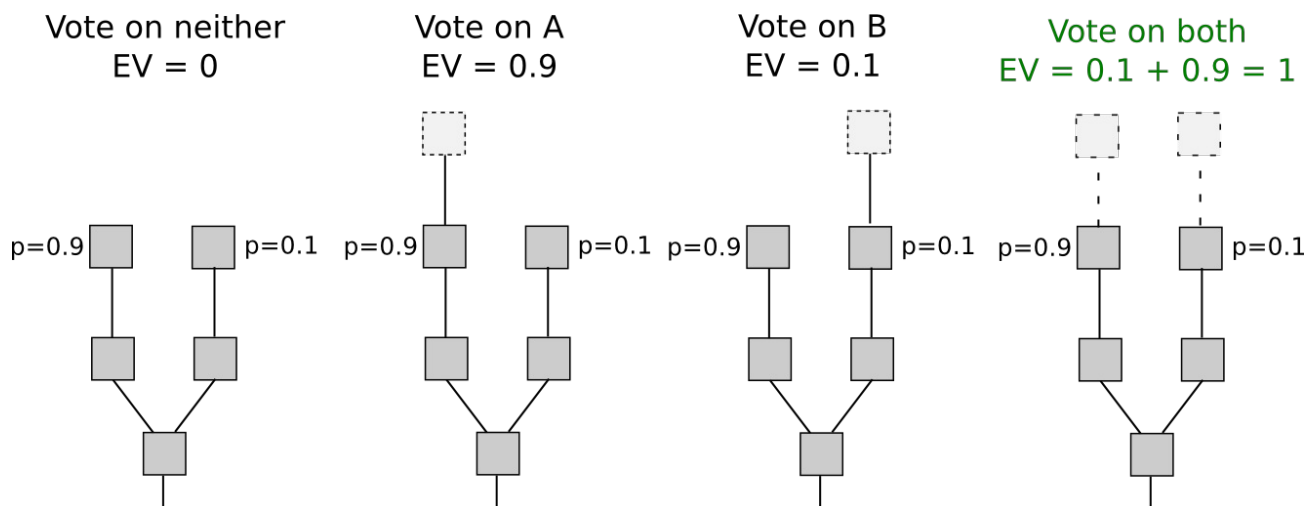 Vote on neither
EV = 0
Vote on A
EV = 0.9
Vote on B
EV = 0.1
Vote on both
EV = 0.1 + 0.9 = 1
p=0.9
p=0.1
p=0.9
p=0.1
p=0.9
p=0.1
p=0.9
p=0.1